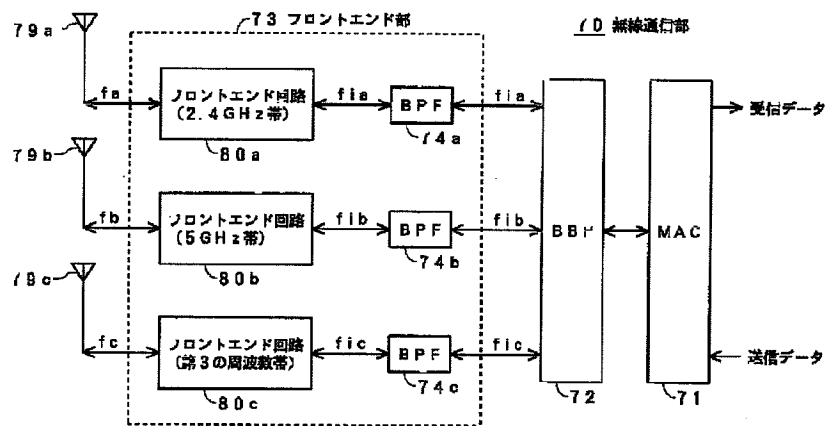 73 フロントエンド部
70 無線通信部
79a
fa
フロントエンド回路
(2.4GHz帯)
80a
fia
BPF
74a
fia
受信データ
79b
fb
フロントエンド回路
(5GHz帯)
80b
fib
BPF
74b
fib
BBP
MAC
79c
fc
フロントエンド回路
(第3の周波数帯)
80c
fic
BPF
74c
fic
送信データ
72
71